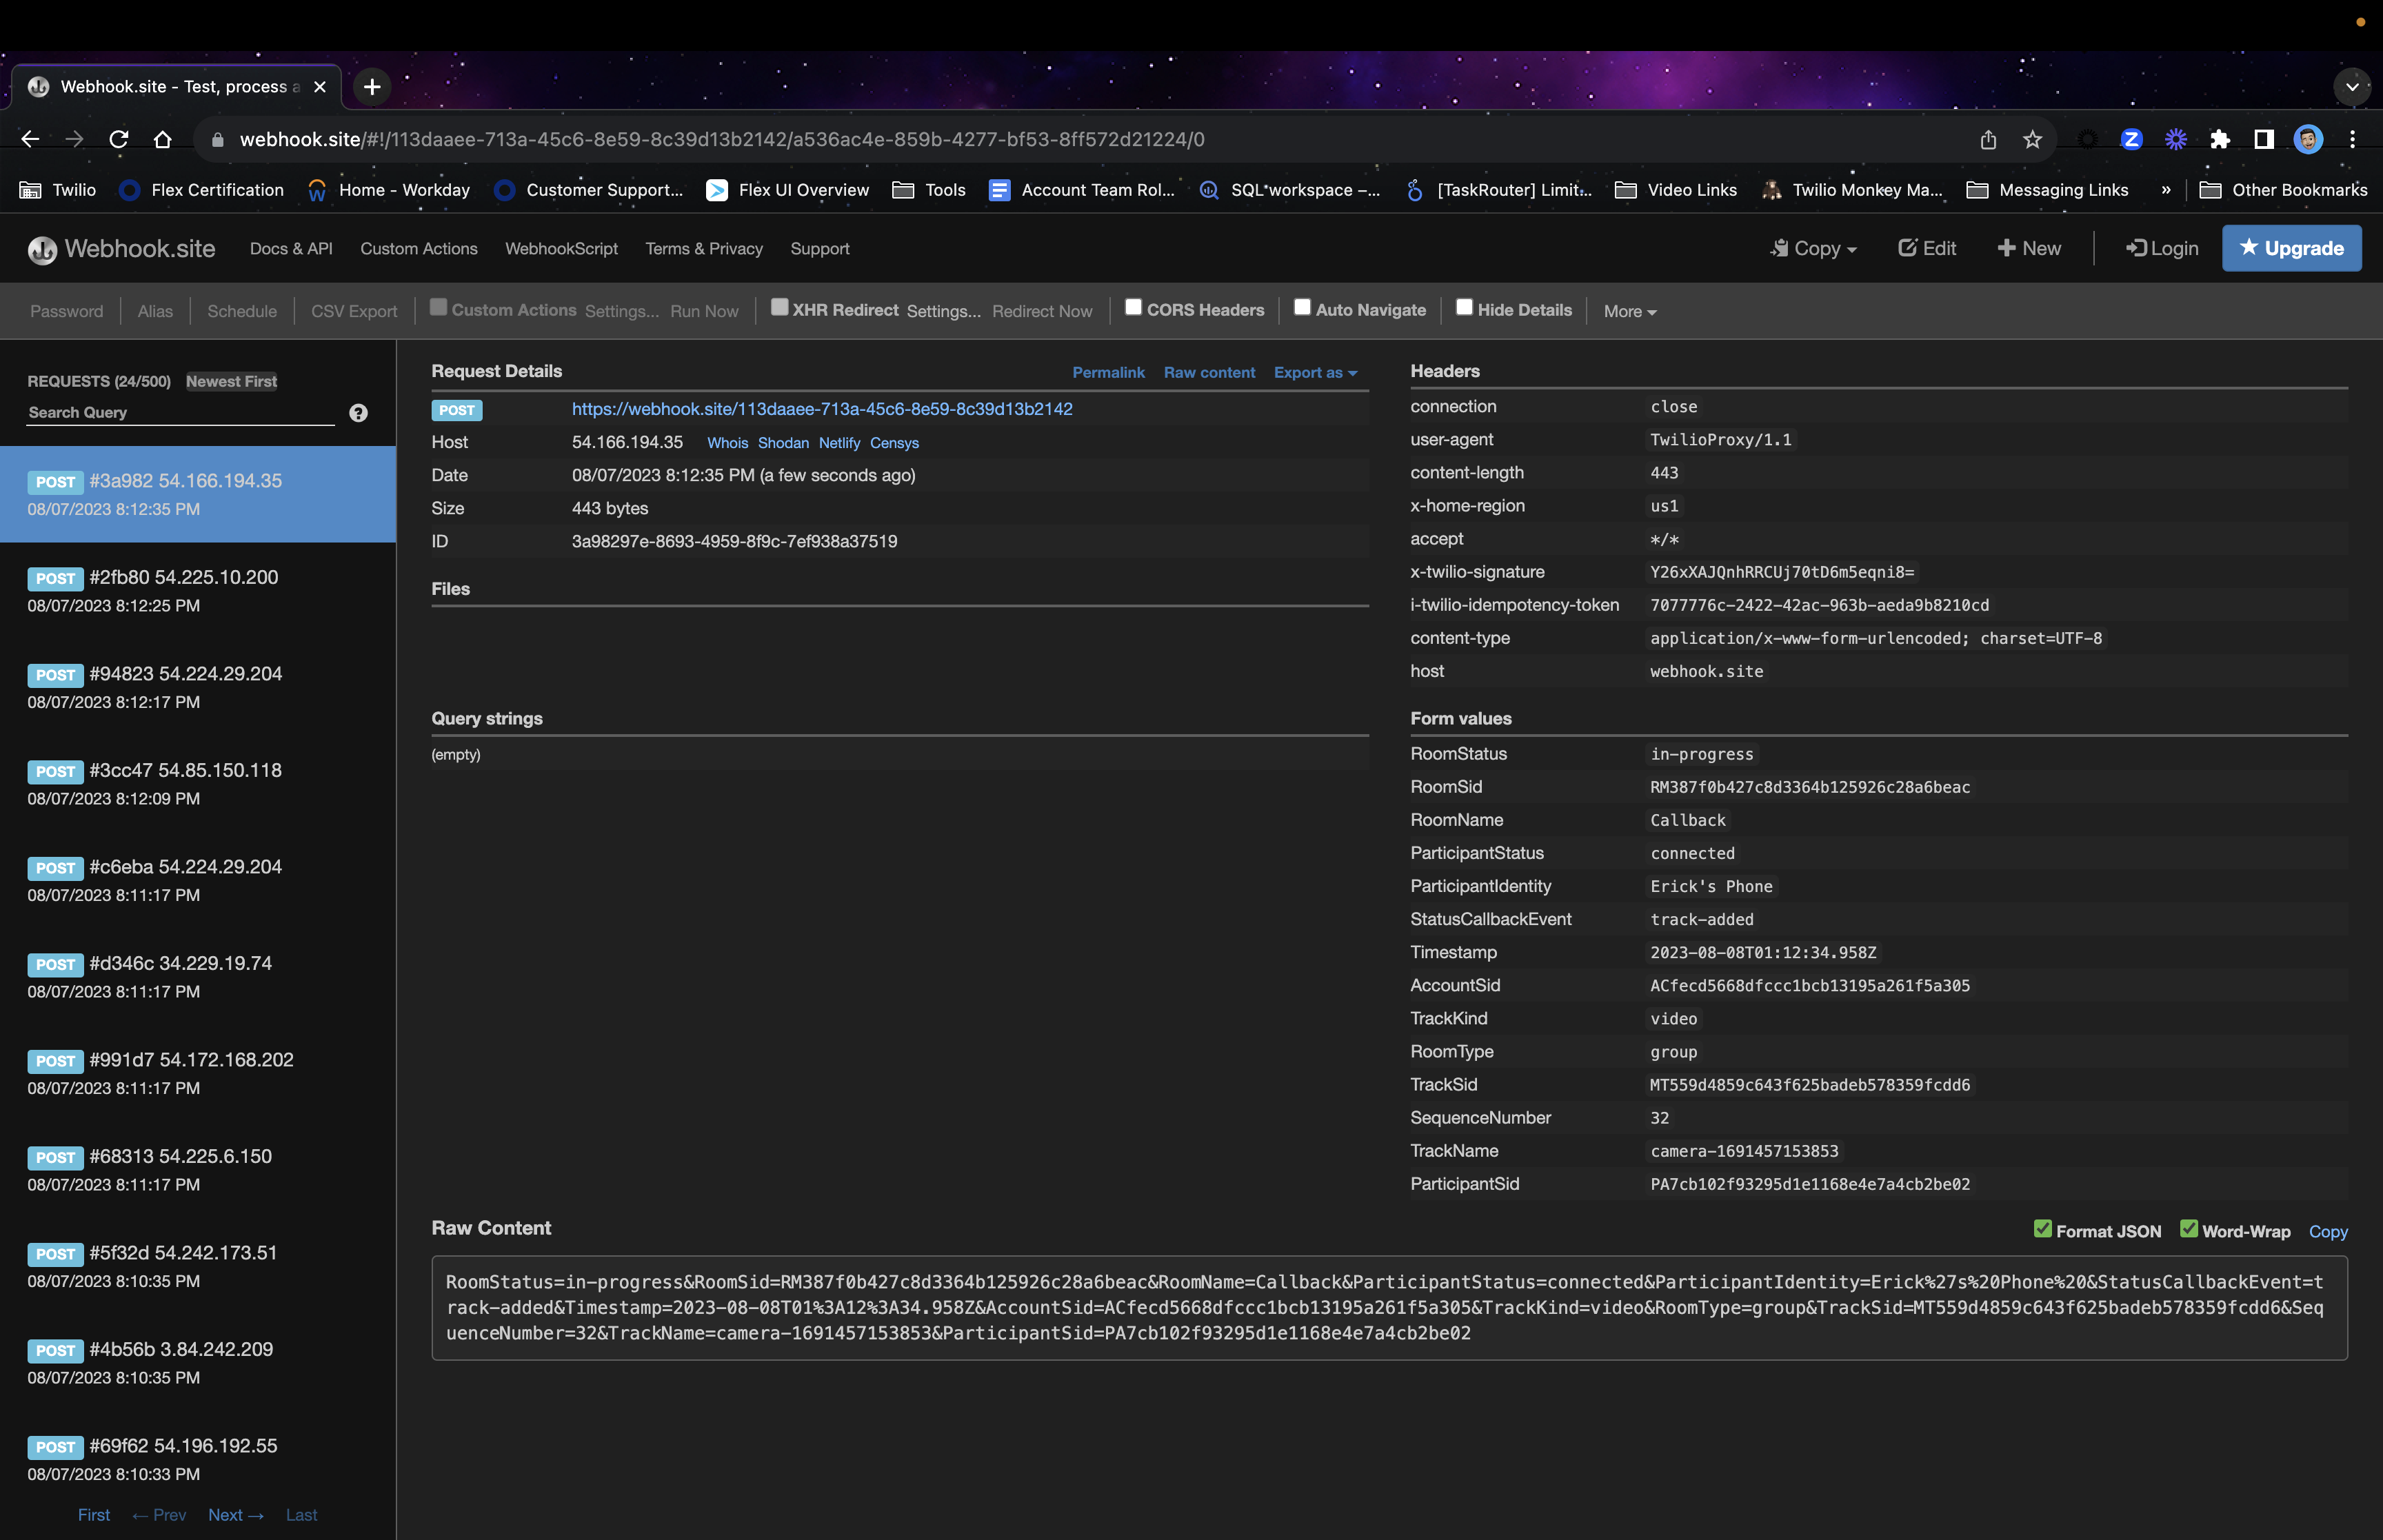 Webhook.site - Test, process a
webhook.site/#!/113daaee-713a-45c6-8e59-8c39d13b2142/a536ac4e-859b-4277-bf53-8ff572d21224/0
Twilio Flex Certification Home - Workday Customer Support... Flex UI Overview Tools Account Team Rol... SQL workspace –... [TaskRouter] Limit... Video Links Twilio Monkey Ma... Messaging Links » Other Bookmarks
Webhook.site Docs & API Custom Actions WebhookScript Terms & Privacy Support Copy Edit New Login Upgrade
Password Alias Schedule CSV Export Custom Actions Settings... Run Now XHR Redirect Settings... Redirect Now CORS Headers Auto Navigate Hide Details More
REQUESTS (24/500) Newest First
Search Query
POST #3a982 54.166.194.35
08/07/2023 8:12:35 PM
POST #2fb80 54.225.10.200
08/07/2023 8:12:25 PM
POST #94823 54.224.29.204
08/07/2023 8:12:17 PM
POST #3cc47 54.85.150.118
08/07/2023 8:12:09 PM
POST #c6eba 54.224.29.204
08/07/2023 8:11:17 PM
POST #d346c 34.229.19.74
08/07/2023 8:11:17 PM
POST #991d7 54.172.168.202
08/07/2023 8:11:17 PM
POST #68313 54.225.6.150
08/07/2023 8:11:17 PM
POST #5f32d 54.242.173.51
08/07/2023 8:10:35 PM
POST #4b56b 3.84.242.209
08/07/2023 8:10:35 PM
POST #69f62 54.196.192.55
08/07/2023 8:10:33 PM
First ← Prev Next → Last
Request Details Permalink Raw content Export as
POST https://webhook.site/113daaee-713a-45c6-8e59-8c39d13b2142
Host 54.166.194.35 Whois Shodan Netlify Censys
Date 08/07/2023 8:12:35 PM (a few seconds ago)
Size 443 bytes
ID 3a98297e-8693-4959-8f9c-7ef938a37519
Files
Query strings
(empty)
Headers
connection close
user-agent TwilioProxy/1.1
content-length 443
x-home-region us1
accept */*
x-twilio-signature Y26xXAJQnhRRCUj70tD6m5eqni8=
i-twilio-idempotency-token 7077776c-2422-42ac-963b-aeda9b8210cd
content-type application/x-www-form-urlencoded; charset=UTF-8
host webhook.site
Form values
RoomStatus in-progress
RoomSid RM387f0b427c8d3364b125926c28a6beac
RoomName Callback
ParticipantStatus connected
ParticipantIdentity Erick's Phone
StatusCallbackEvent track-added
Timestamp 2023-08-08T01:12:34.958Z
AccountSid ACfecd5668dfccc1bcb13195a261f5a305
TrackKind video
RoomType group
TrackSid MT559d4859c643f625badeb578359fcdd6
SequenceNumber 32
TrackName camera-1691457153853
ParticipantSid PA7cb102f93295d1e1168e4e7a4cb2be02
Raw Content Format JSON Word-Wrap Copy
RoomStatus=in-progress&RoomSid=RM387f0b427c8d3364b125926c28a6beac&RoomName=Callback&ParticipantStatus=connected&ParticipantIdentity=Erick%27s%20Phone%20&StatusCallbackEvent=t
rack-added&Timestamp=2023-08-08T01%3A12%3A34.958Z&AccountSid=ACfecd5668dfccc1bcb13195a261f5a305&TrackKind=video&RoomType=group&TrackSid=MT559d4859c643f625badeb578359fcdd6&Seq
uenceNumber=32&TrackName=camera-1691457153853&ParticipantSid=PA7cb102f93295d1e1168e4e7a4cb2be02